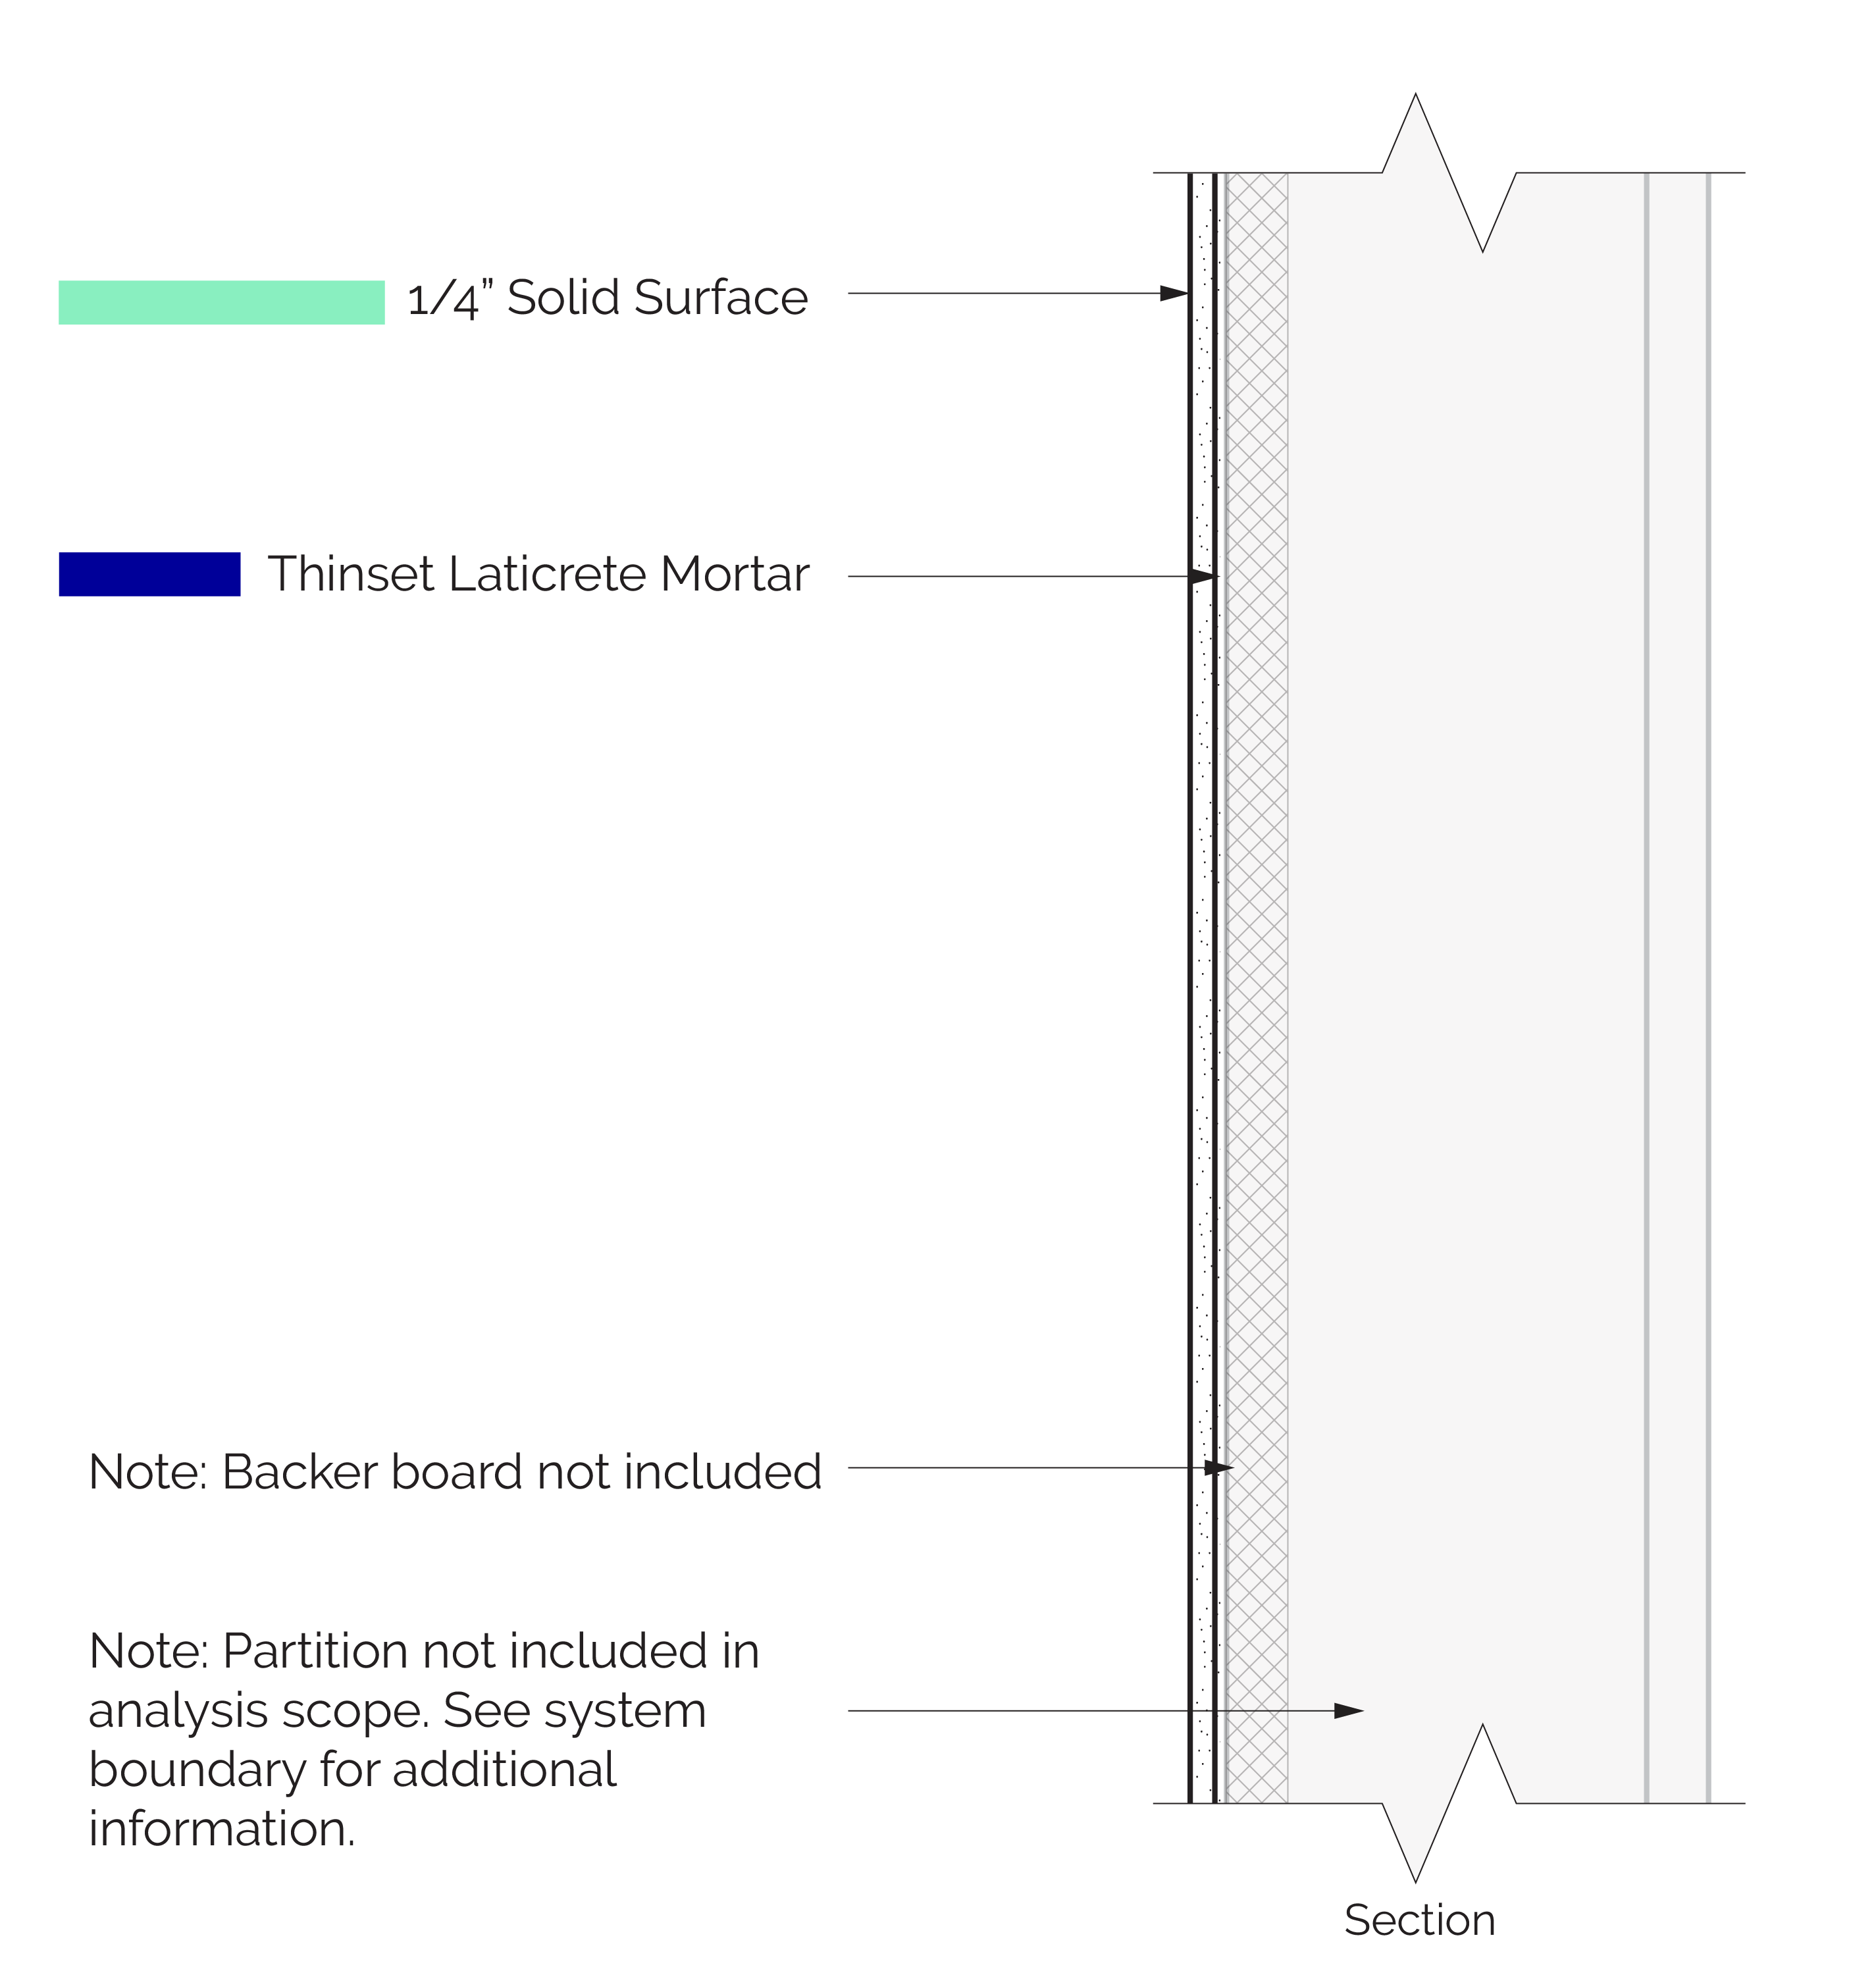 1/4” Solid Surface
Thinset Laticrete Mortar
Note: Backer board not included
Note: Partition not included in
analysis scope. See system
boundary for additional
information.
Section